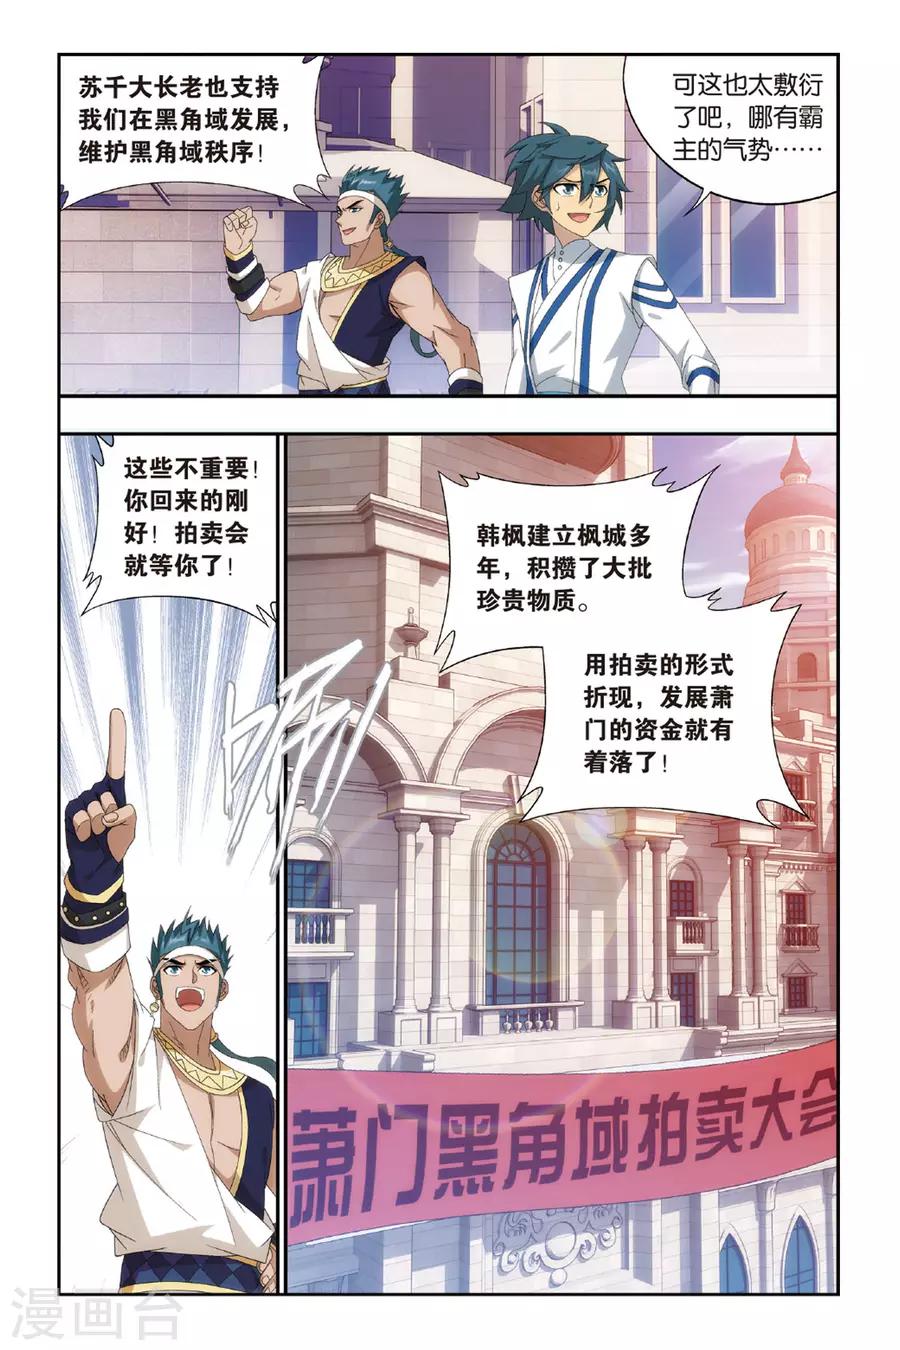 苏千大长老也支持
我们在黑角域发展，
维护黑角域秩序！
可这也太敷衍
了吧，哪有霸
主的气势……
这些不重要！
你回来的刚
好！拍卖会
就等你了！
韩枫建立枫城多
年，积攒了大批
珍贵物质。
用拍卖的形式
折现，发展萧
门的资金就有
着落了！
唰
萧门黑角域拍卖大会
漫画台